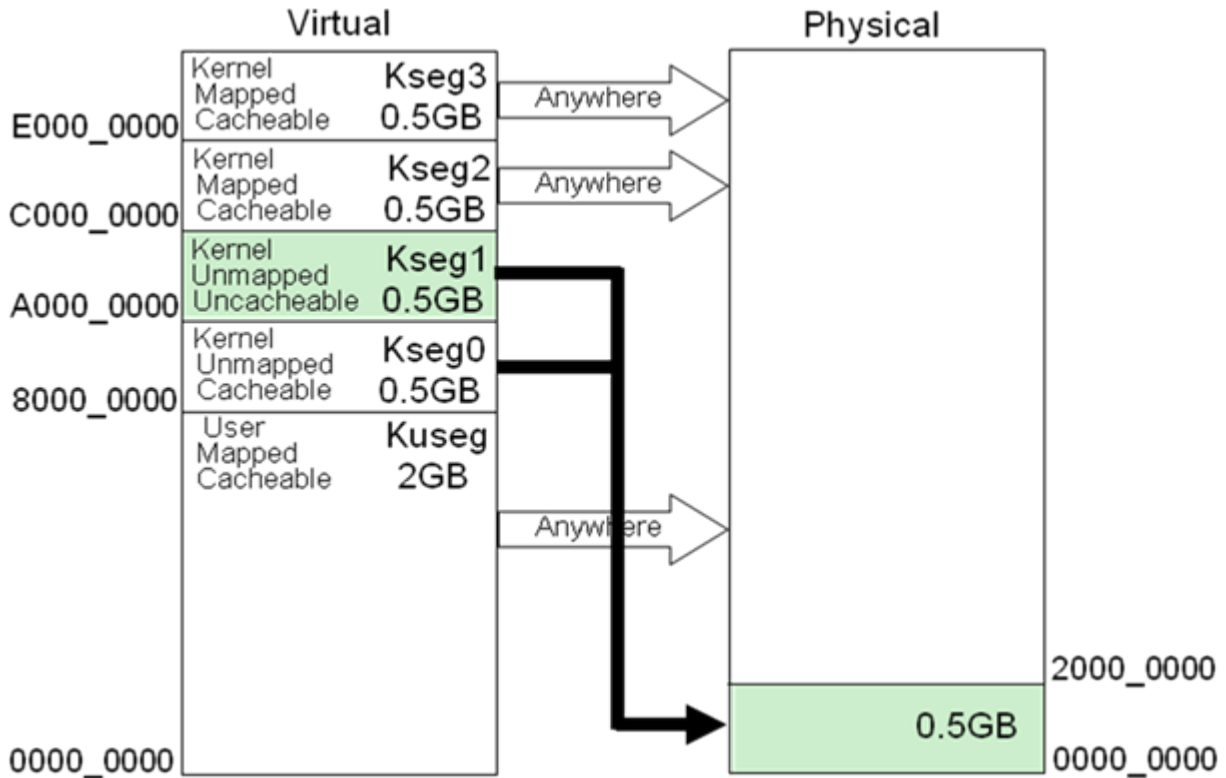 Virtual
Physical
Kernel
Mapped
Cacheable
Kseg3
0.5GB
Anywhere
E000_0000
Kernel
Mapped
Cacheable
Kseg2
0.5GB
Anywhere
C000_0000
Kernel
Unmapped
Uncacheable
Kseg1
0.5GB
A000_0000
Kernel
Unmapped
Cacheable
Kseg0
0.5GB
8000_0000
User
Mapped
Cacheable
Kuseg
2GB
Anywhere
2000_0000
0.5GB
0000_0000
0000_0000